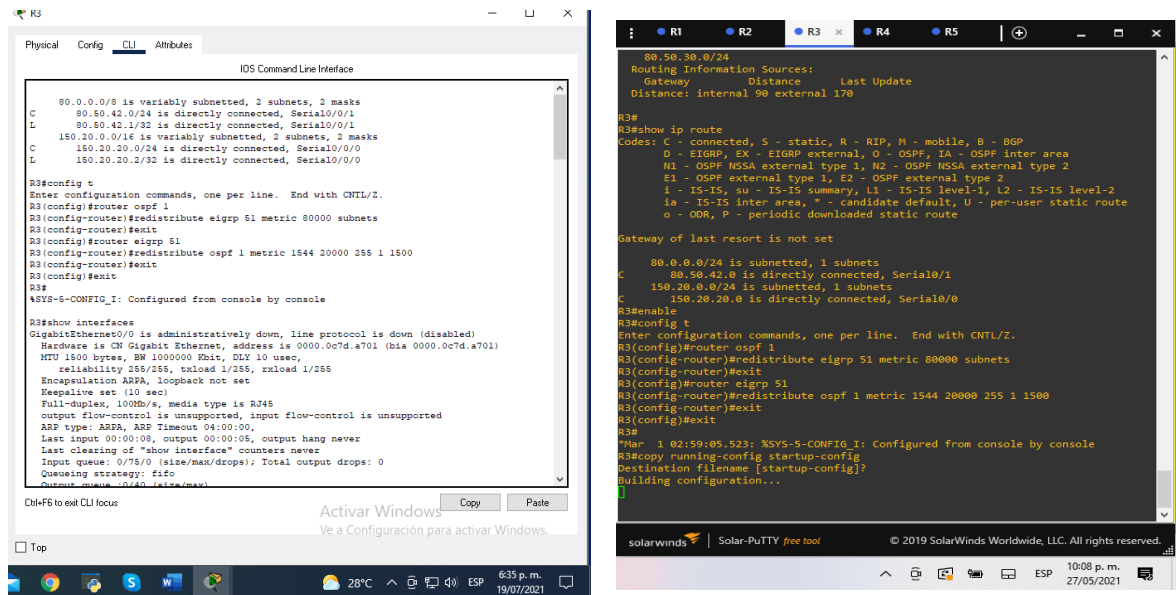 R3
Physical Config CLI Attributes
IOS Command Line Interface
80.0.0.0/8 is variably subnetted, 2 subnets, 2 masks
C 80.50.42.0/24 is directly connected, Serial0/0/1
L 80.50.42.1/32 is directly connected, Serial0/0/1
150.20.0.0/16 is variably subnetted, 2 subnets, 2 masks
C 150.20.20.0/24 is directly connected, Serial0/0/0
L 150.20.20.2/32 is directly connected, Serial0/0/0
R3#config t
Enter configuration commands, one per line. End with CNTL/Z.
R3(config)#router ospf 1
R3(config-router)#redistribute eigrp 51 metric 80000 subnets
R3(config-router)#exit
R3(config)#router eigrp 51
R3(config-router)#redistribute ospf 1 metric 1544 20000 255 1 1500
R3(config-router)#exit
R3(config)#exit
R3#
%SYS-5-CONFIG_I: Configured from console by console
R3#show interfaces
GigabitEthernet0/0 is administratively down, line protocol is down (disabled)
Hardware is CN Gigabit Ethernet, address is 0000.0c7d.a701 (bia 0000.0c7d.a701)
MTU 1500 bytes, BW 1000000 Kbit, DLY 10 usec,
reliability 255/255, txload 1/255, rxload 1/255
Encapsulation ARPA, loopback not set
Keepalive set (10 sec)
Full-duplex, 100Mb/s, media type is RJ45
output flow-control is unsupported, input flow-control is unsupported
ARP type: ARPA, ARP Timeout 04:00:00,
Last input 00:00:08, output 00:00:05, output hang never
Last clearing of "show interface" counters never
Input queue: 0/75/0 (size/max/drops); Total output drops: 0
Queueing strategy: fifo
Output queue :0/40 (size/max)
Ctrl+F6 to exit CLI focus
Copy Paste
Activar Windows
Ve a Configuración para activar Windows.
Top
28°C ESP 6:35 p. m.
19/07/2021
R1 R2 R3 R4 R5
80.50.30.0/24
Routing Information Sources:
Gateway Distance Last Update
Distance: internal 90 external 170
R3#
R3#show ip route
Codes: C - connected, S - static, R - RIP, M - mobile, B - BGP
D - EIGRP, EX - EIGRP external, O - OSPF, IA - OSPF inter area
N1 - OSPF NSSA external type 1, N2 - OSPF NSSA external type 2
E1 - OSPF external type 1, E2 - OSPF external type 2
i - IS-IS, su - IS-IS summary, L1 - IS-IS level-1, L2 - IS-IS level-2
ia - IS-IS inter area, * - candidate default, U - per-user static route
o - ODR, P - periodic downloaded static route
Gateway of last resort is not set
80.0.0.0/24 is subnetted, 1 subnets
C 80.50.42.0 is directly connected, Serial0/1
150.20.0.0/24 is subnetted, 1 subnets
C 150.20.20.0 is directly connected, Serial0/0
R3#enable
R3#config t
Enter configuration commands, one per line. End with CNTL/Z.
R3(config)#router ospf 1
R3(config-router)#redistribute eigrp 51 metric 80000 subnets
R3(config-router)#exit
R3(config)#router eigrp 51
R3(config-router)#redistribute ospf 1 metric 1544 20000 255 1 1500
R3(config-router)#exit
R3(config)#exit
R3#
*Mar 1 02:59:05.523: %SYS-5-CONFIG_I: Configured from console by console
R3#copy running-config startup-config
Destination filename [startup-config]?
Building configuration...
solarwinds Solar-PuTTY free tool © 2019 SolarWinds Worldwide, LLC. All rights reserved.
ESP 10:08 p. m.
27/05/2021